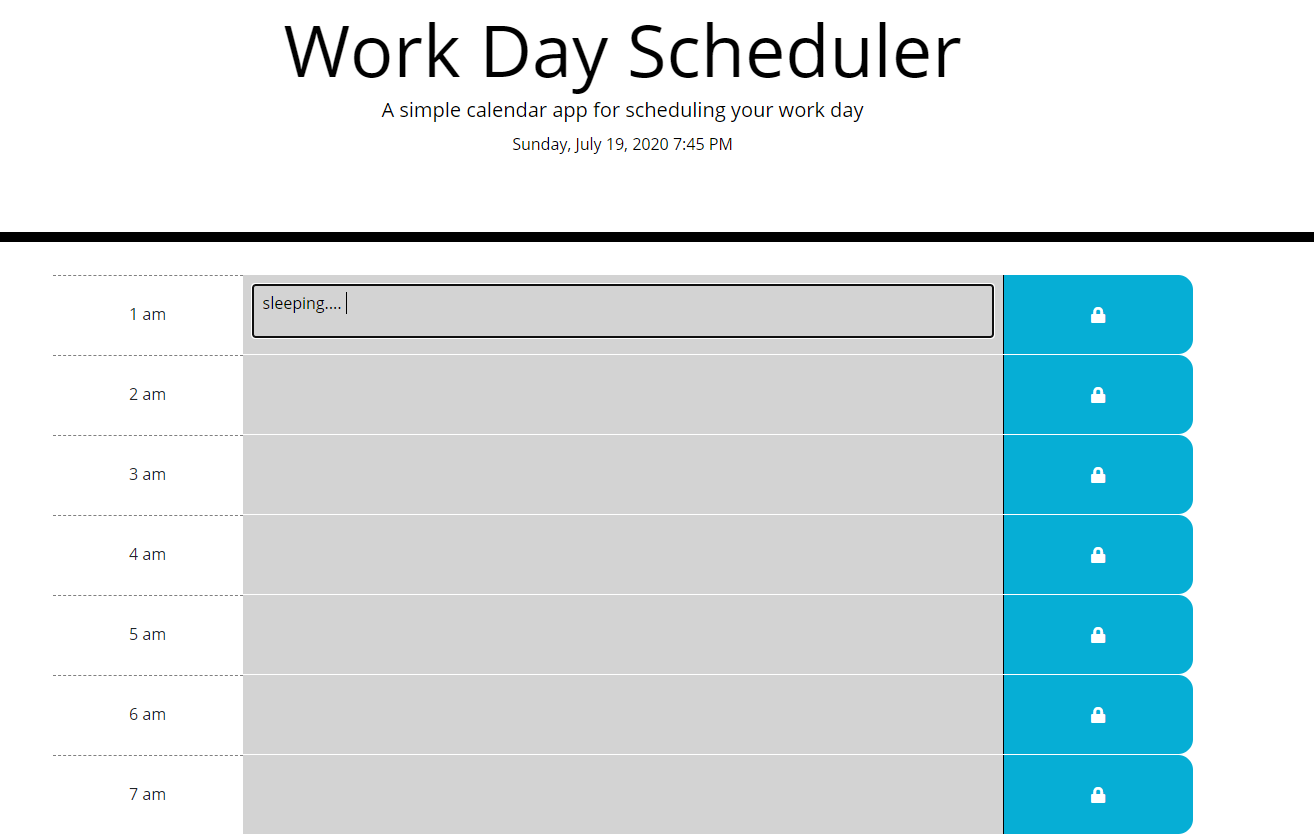 Work Day Scheduler
A simple calendar app for scheduling your work day
Sunday, July 19, 2020 7:45 PM
1 am
sleeping....
2 am
3 am
4 am
5 am
6 am
7 am